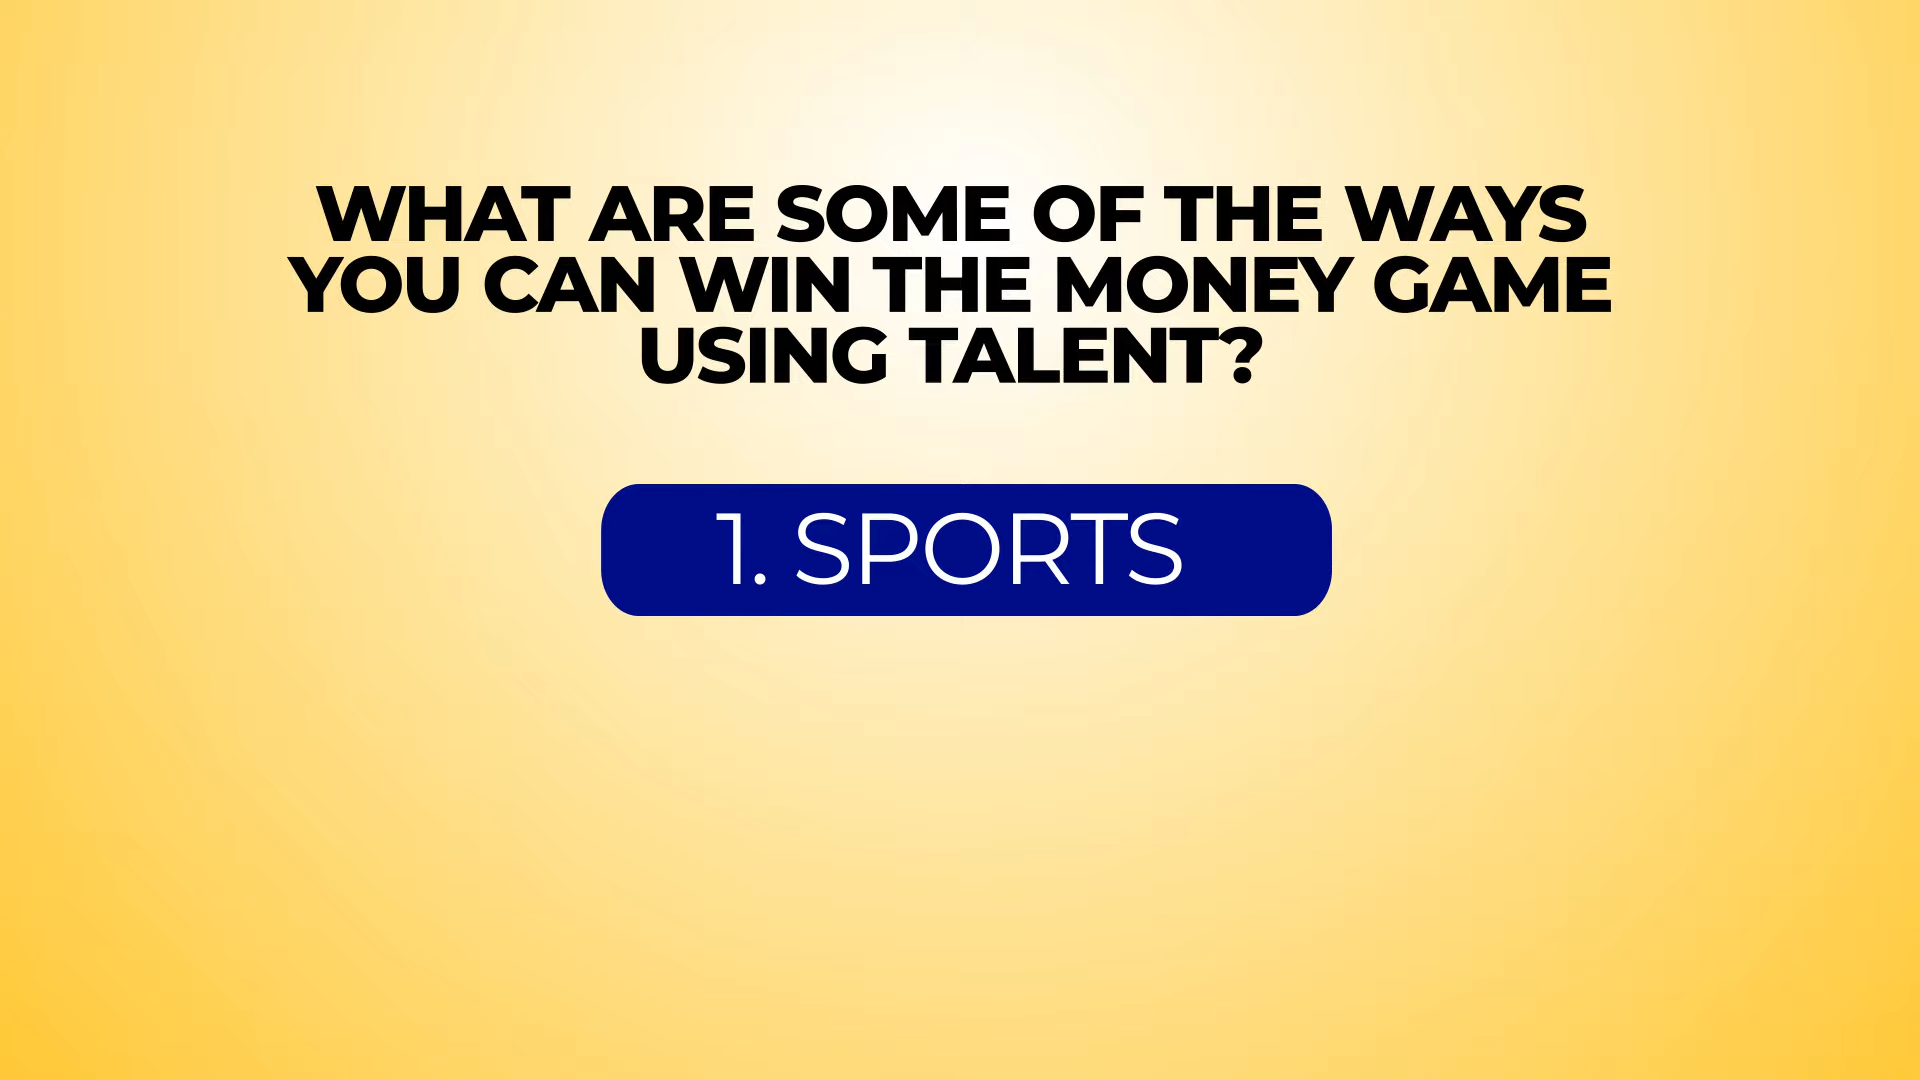 WHAT ARE SOME OF THE WAYS
YOU CAN WIN THE MONEY GAME
USING TALENT?
1. SPORTS